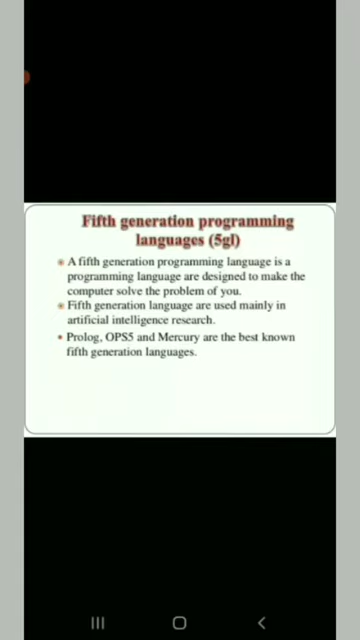 Fifth generation programming
languages (5gl)
A fifth generation programming language is a
programming language are designed to make the
computer solve the problem of you.
Fifth generation language are used mainly in
artificial intelligence research.
Prolog, OPS5 and Mercury are the best known
fifth generation languages.